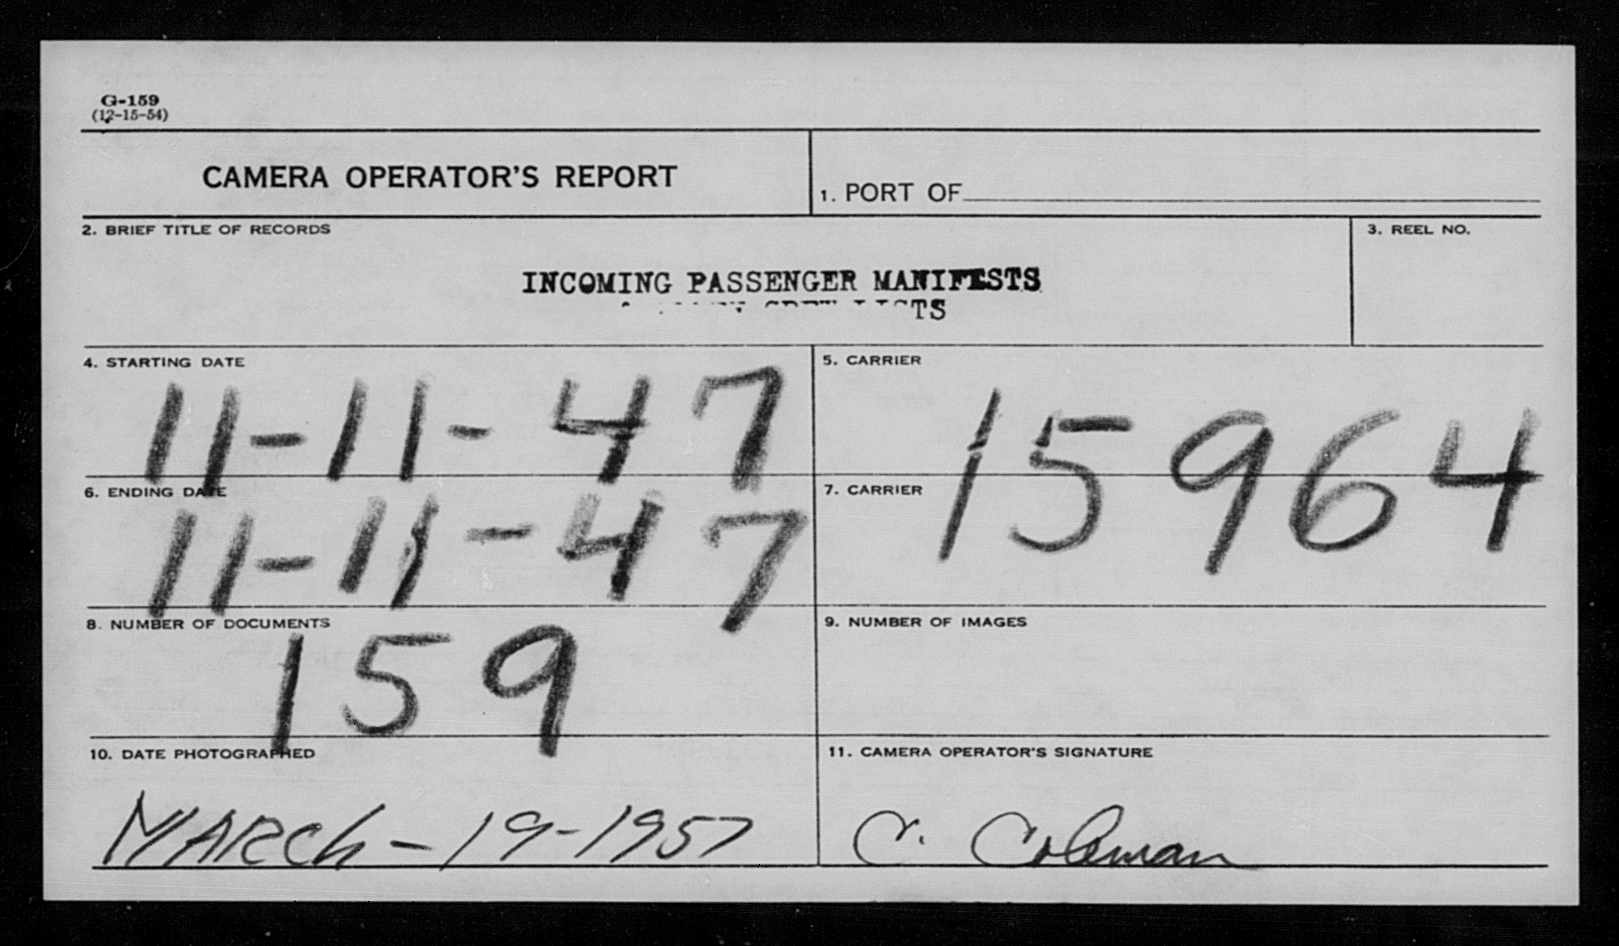 G-159
(12-15-54)
CAMERA OPERATOR'S REPORT
1. PORT OF
2. BRIEF TITLE OF RECORDS
3. REEL NO.
INCOMING PASSENGER MANIFESTS
4. STARTING DATE
11-11-47
5. CARRIER
15964
6. ENDING DATE
11-11-47
7. CARRIER
8. NUMBER OF DOCUMENTS
159
9. NUMBER OF IMAGES
10. DATE PHOTOGRAPHED
MARCh-19-1957
11. CAMERA OPERATOR'S SIGNATURE
C. Coleman